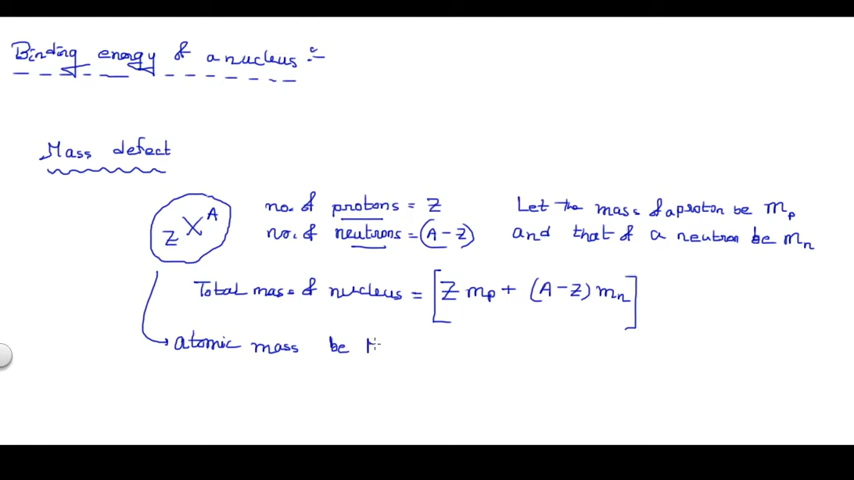 Binding energy of a nucleus :-
Mass defect
Z X A no. of protons = Z Let the mass of a proton be mp
no. of neutrons = (A-Z) and that of a neutron be mn
Total mass of nucleus = [Z mp + (A-Z) mn]
atomic mass be